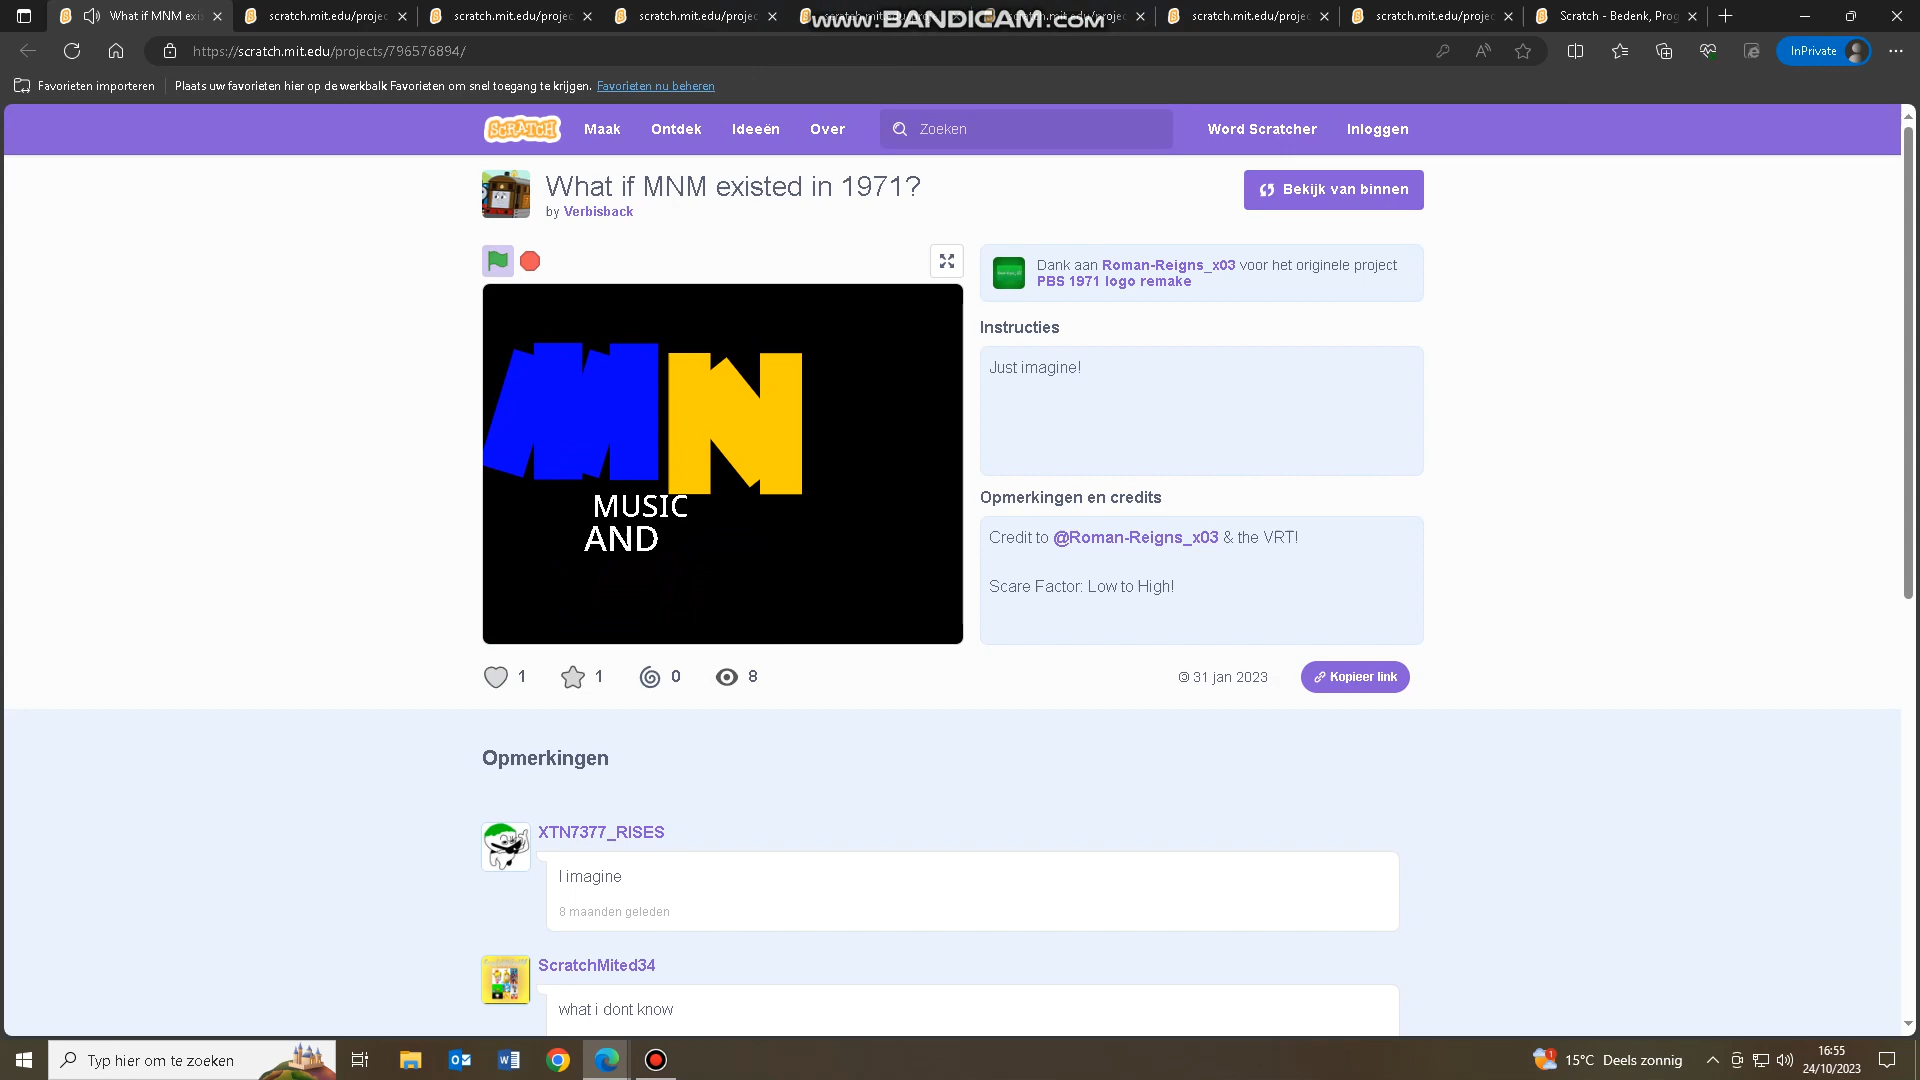 What if MNM exi
scratch.mit.edu/projec
scratch.mit.edu/projec
scratch.mit.edu/projec
www.BANDICAM.com
scratch.mit.edu/projec
scratch.mit.edu/projec
Scratch - Bedenk, Prog
https://scratch.mit.edu/projects/796576894/
InPrivate
Favorieten importeren
Plaats uw favorieten hier op de werkbalk Favorieten om snel toegang te krijgen. Favorieten nu beheren
SCRATCH
Maak
Ontdek
Ideeën
Over
Zoeken
Word Scratcher
Inloggen
What if MNM existed in 1971?
by Verbisback
Bekijk van binnen
Dank aan Roman-Reigns_x03 voor het originele project
PBS 1971 logo remake
Instructies
Just imagine!
MN
MUSIC
AND
Opmerkingen en credits
Credit to @Roman-Reigns_x03 & the VRT!
Scare Factor: Low to High!
1
1
0
8
© 31 jan 2023
Kopieer link
Opmerkingen
XTN7377_RISES
I imagine
8 maanden geleden
ScratchMited34
what i dont know
Typ hier om te zoeken
1
15°C Deels zonnig
16:55
24/10/2023